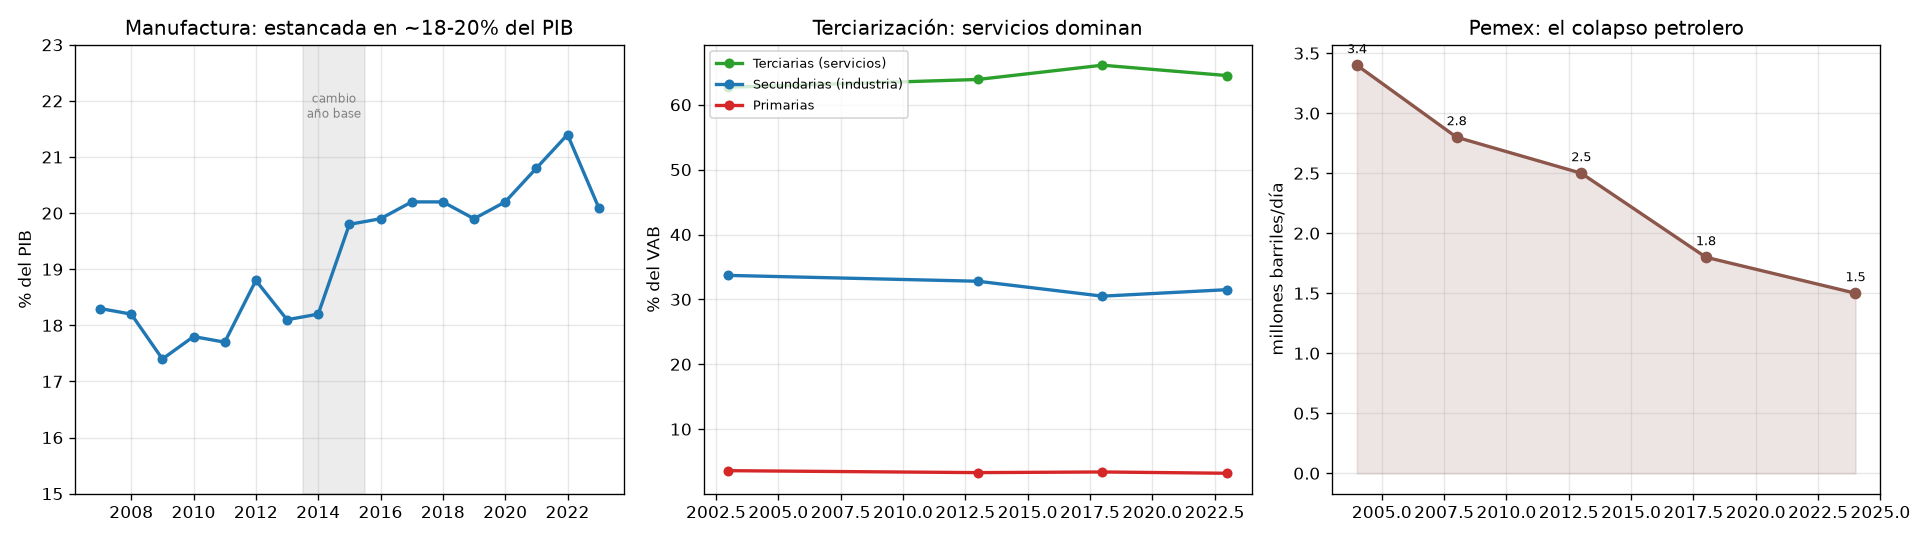 Manufactura: estancada en ~18-20% del PIB
% del PIB
23
22
21
20
19
18
17
16
15
cambio
año base
2008 2010 2012 2014 2016 2018 2020 2022
Terciarización: servicios dominan
% del VAB
Terciarias (servicios)
Secundarias (industria)
Primarias
60
50
40
30
20
10
2002.5 2005.0 2007.5 2010.0 2012.5 2015.0 2017.5 2020.0 2022.5
Pemex: el colapso petrolero
millones barriles/día
3.5
3.0
2.5
2.0
1.5
1.0
0.5
0.0
3.4
2.8
2.5
1.8
1.5
2005.0 2007.5 2010.0 2012.5 2015.0 2017.5 2020.0 2022.5 2025.0